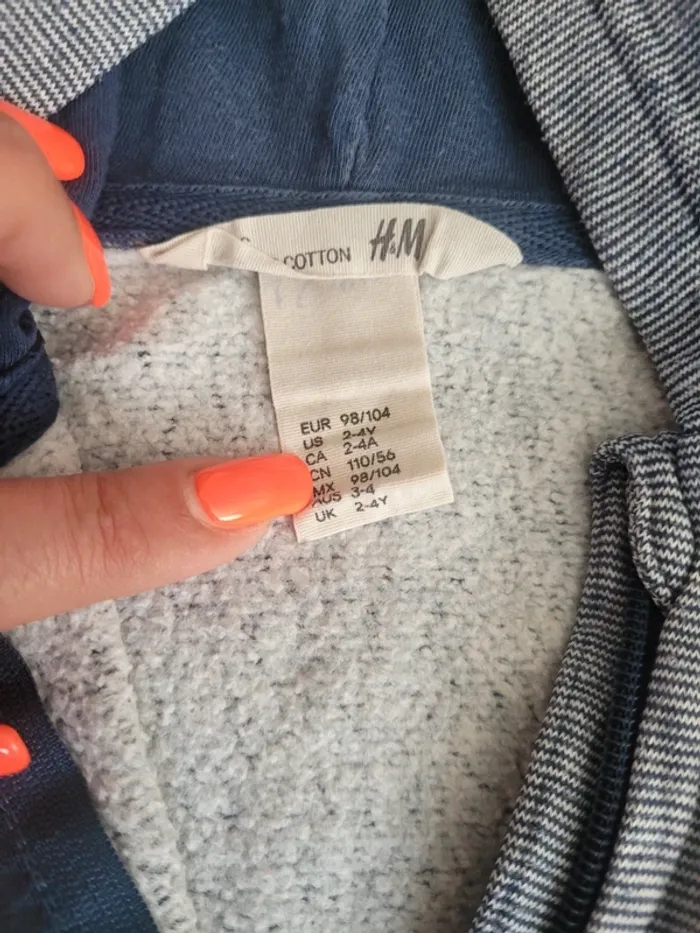 COTTON H&M
EUR 98/104
US 2-4Y
CA 2-4A
CN 110/56
MX 98/104
AUS 3-4
UK 2-4Y